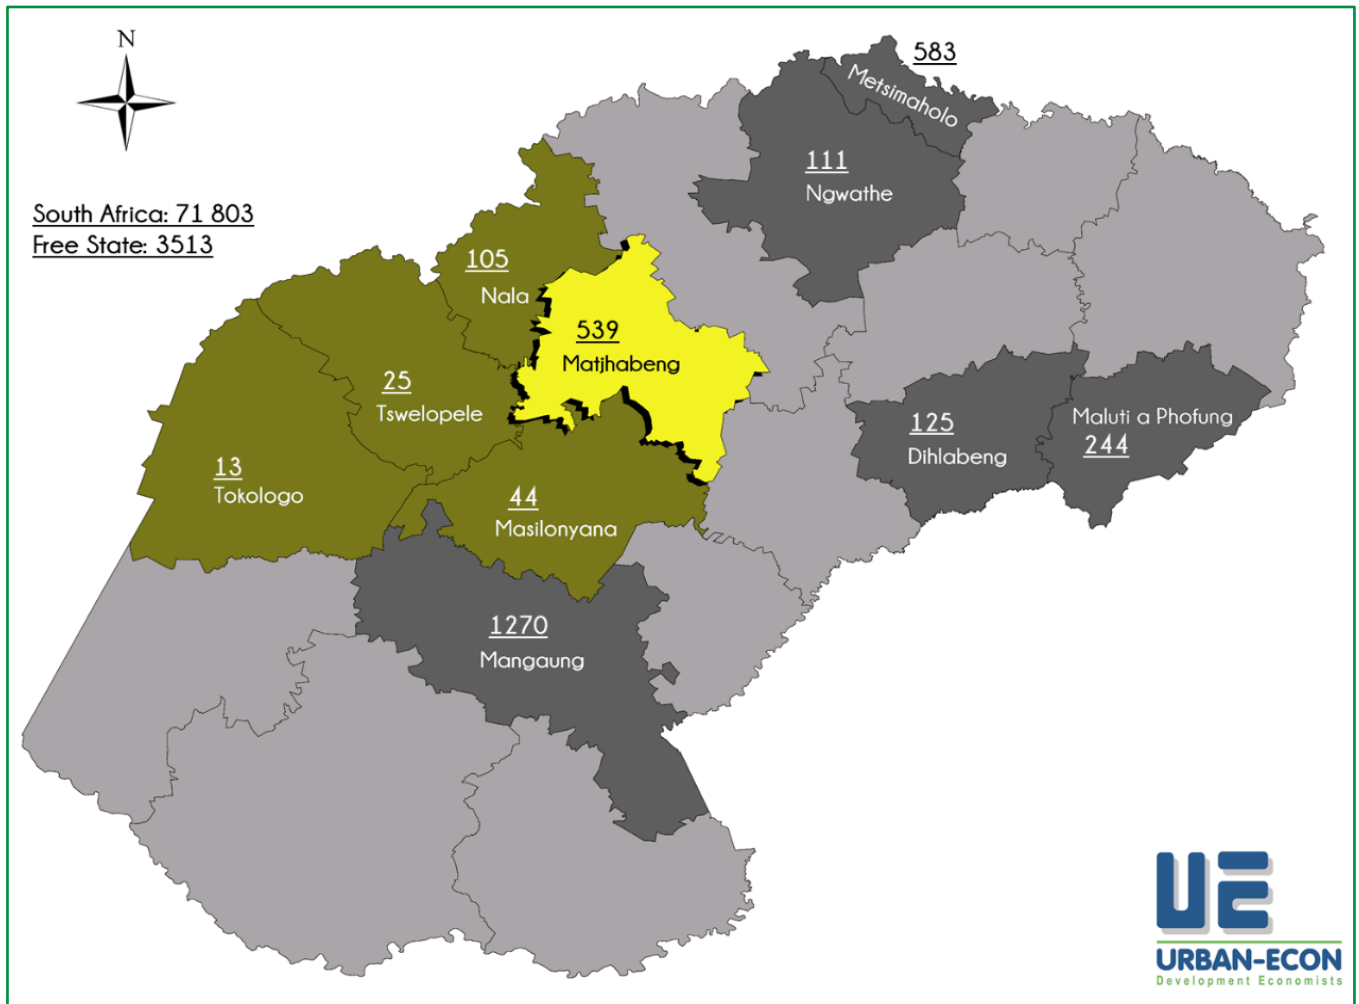 N
583
Metsimaholo
111
Ngwathe
South Africa: 71 803
Free State: 3513
105
Nala
539
Matjhabeng
25
Tswelopele
125
Dihlabeng
Maluti a Phofung
244
13
Tokologo
44
Masilonyana
1270
Mangaung
UE
URBAN-ECON
Development Economists